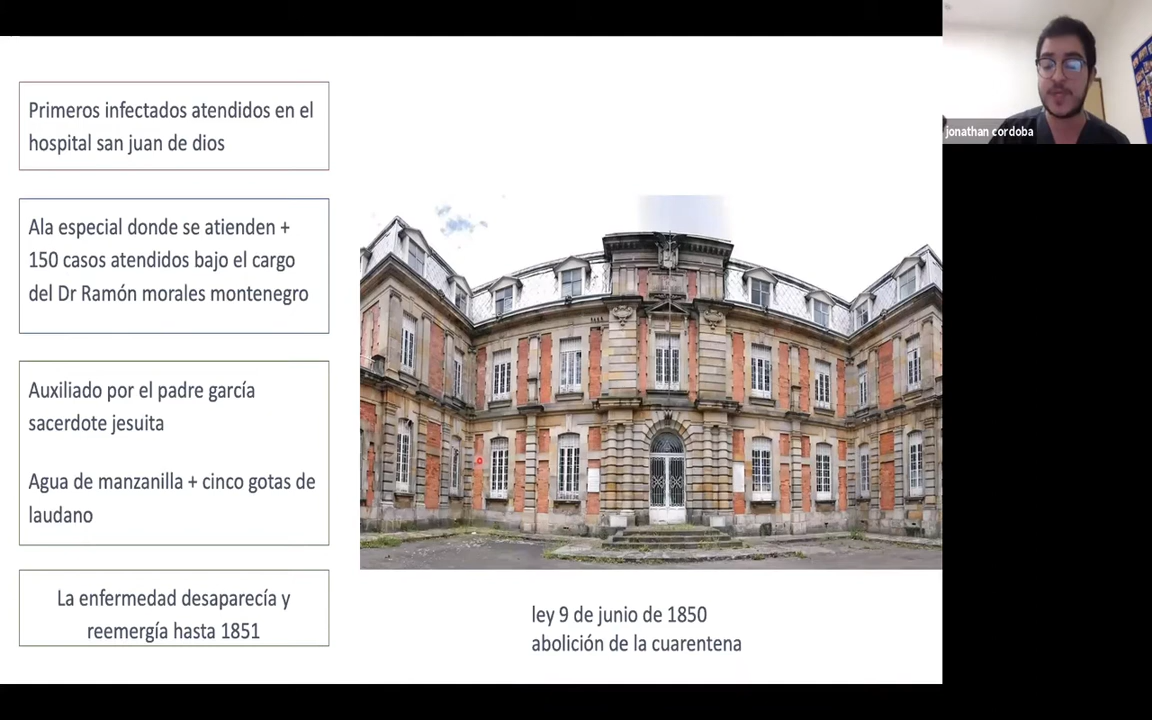 Primeros infectados atendidos en el
hospital san juan de dios
Ala especial donde se atienden +
150 casos atendidos bajo el cargo
del Dr Ramón morales montenegro
Auxiliado por el padre garcía
sacerdote jesuita
Agua de manzanilla + cinco gotas de
laudano
La enfermedad desaparecía y
reemergía hasta 1851
ley 9 de junio de 1850
abolición de la cuarentena
jonathan cordoba